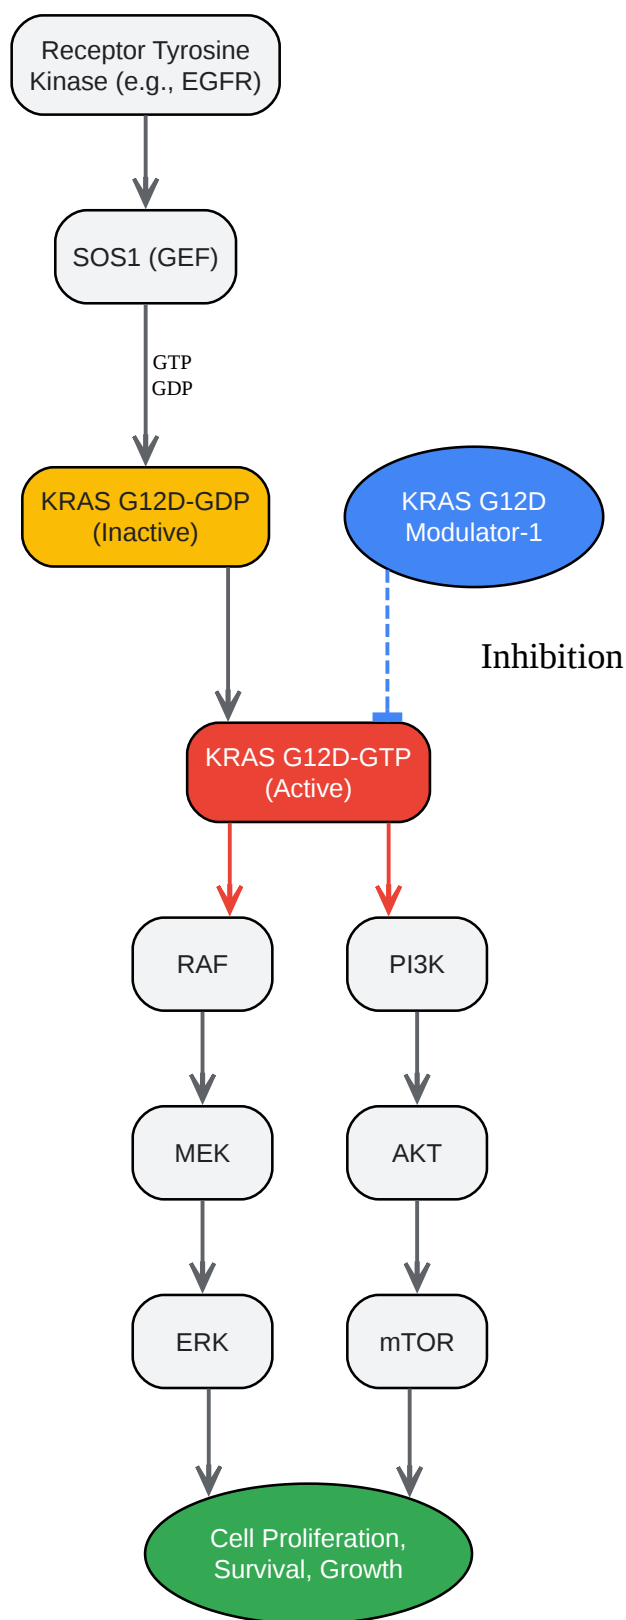 Receptor Tyrosine
Kinase (e.g., EGFR)
SOS1 (GEF)
GTP
GDP
KRAS G12D-GDP
(Inactive)
KRAS G12D
Modulator-1
Inhibition
KRAS G12D-GTP
(Active)
RAF
PI3K
MEK
AKT
ERK
mTOR
Cell Proliferation,
Survival, Growth